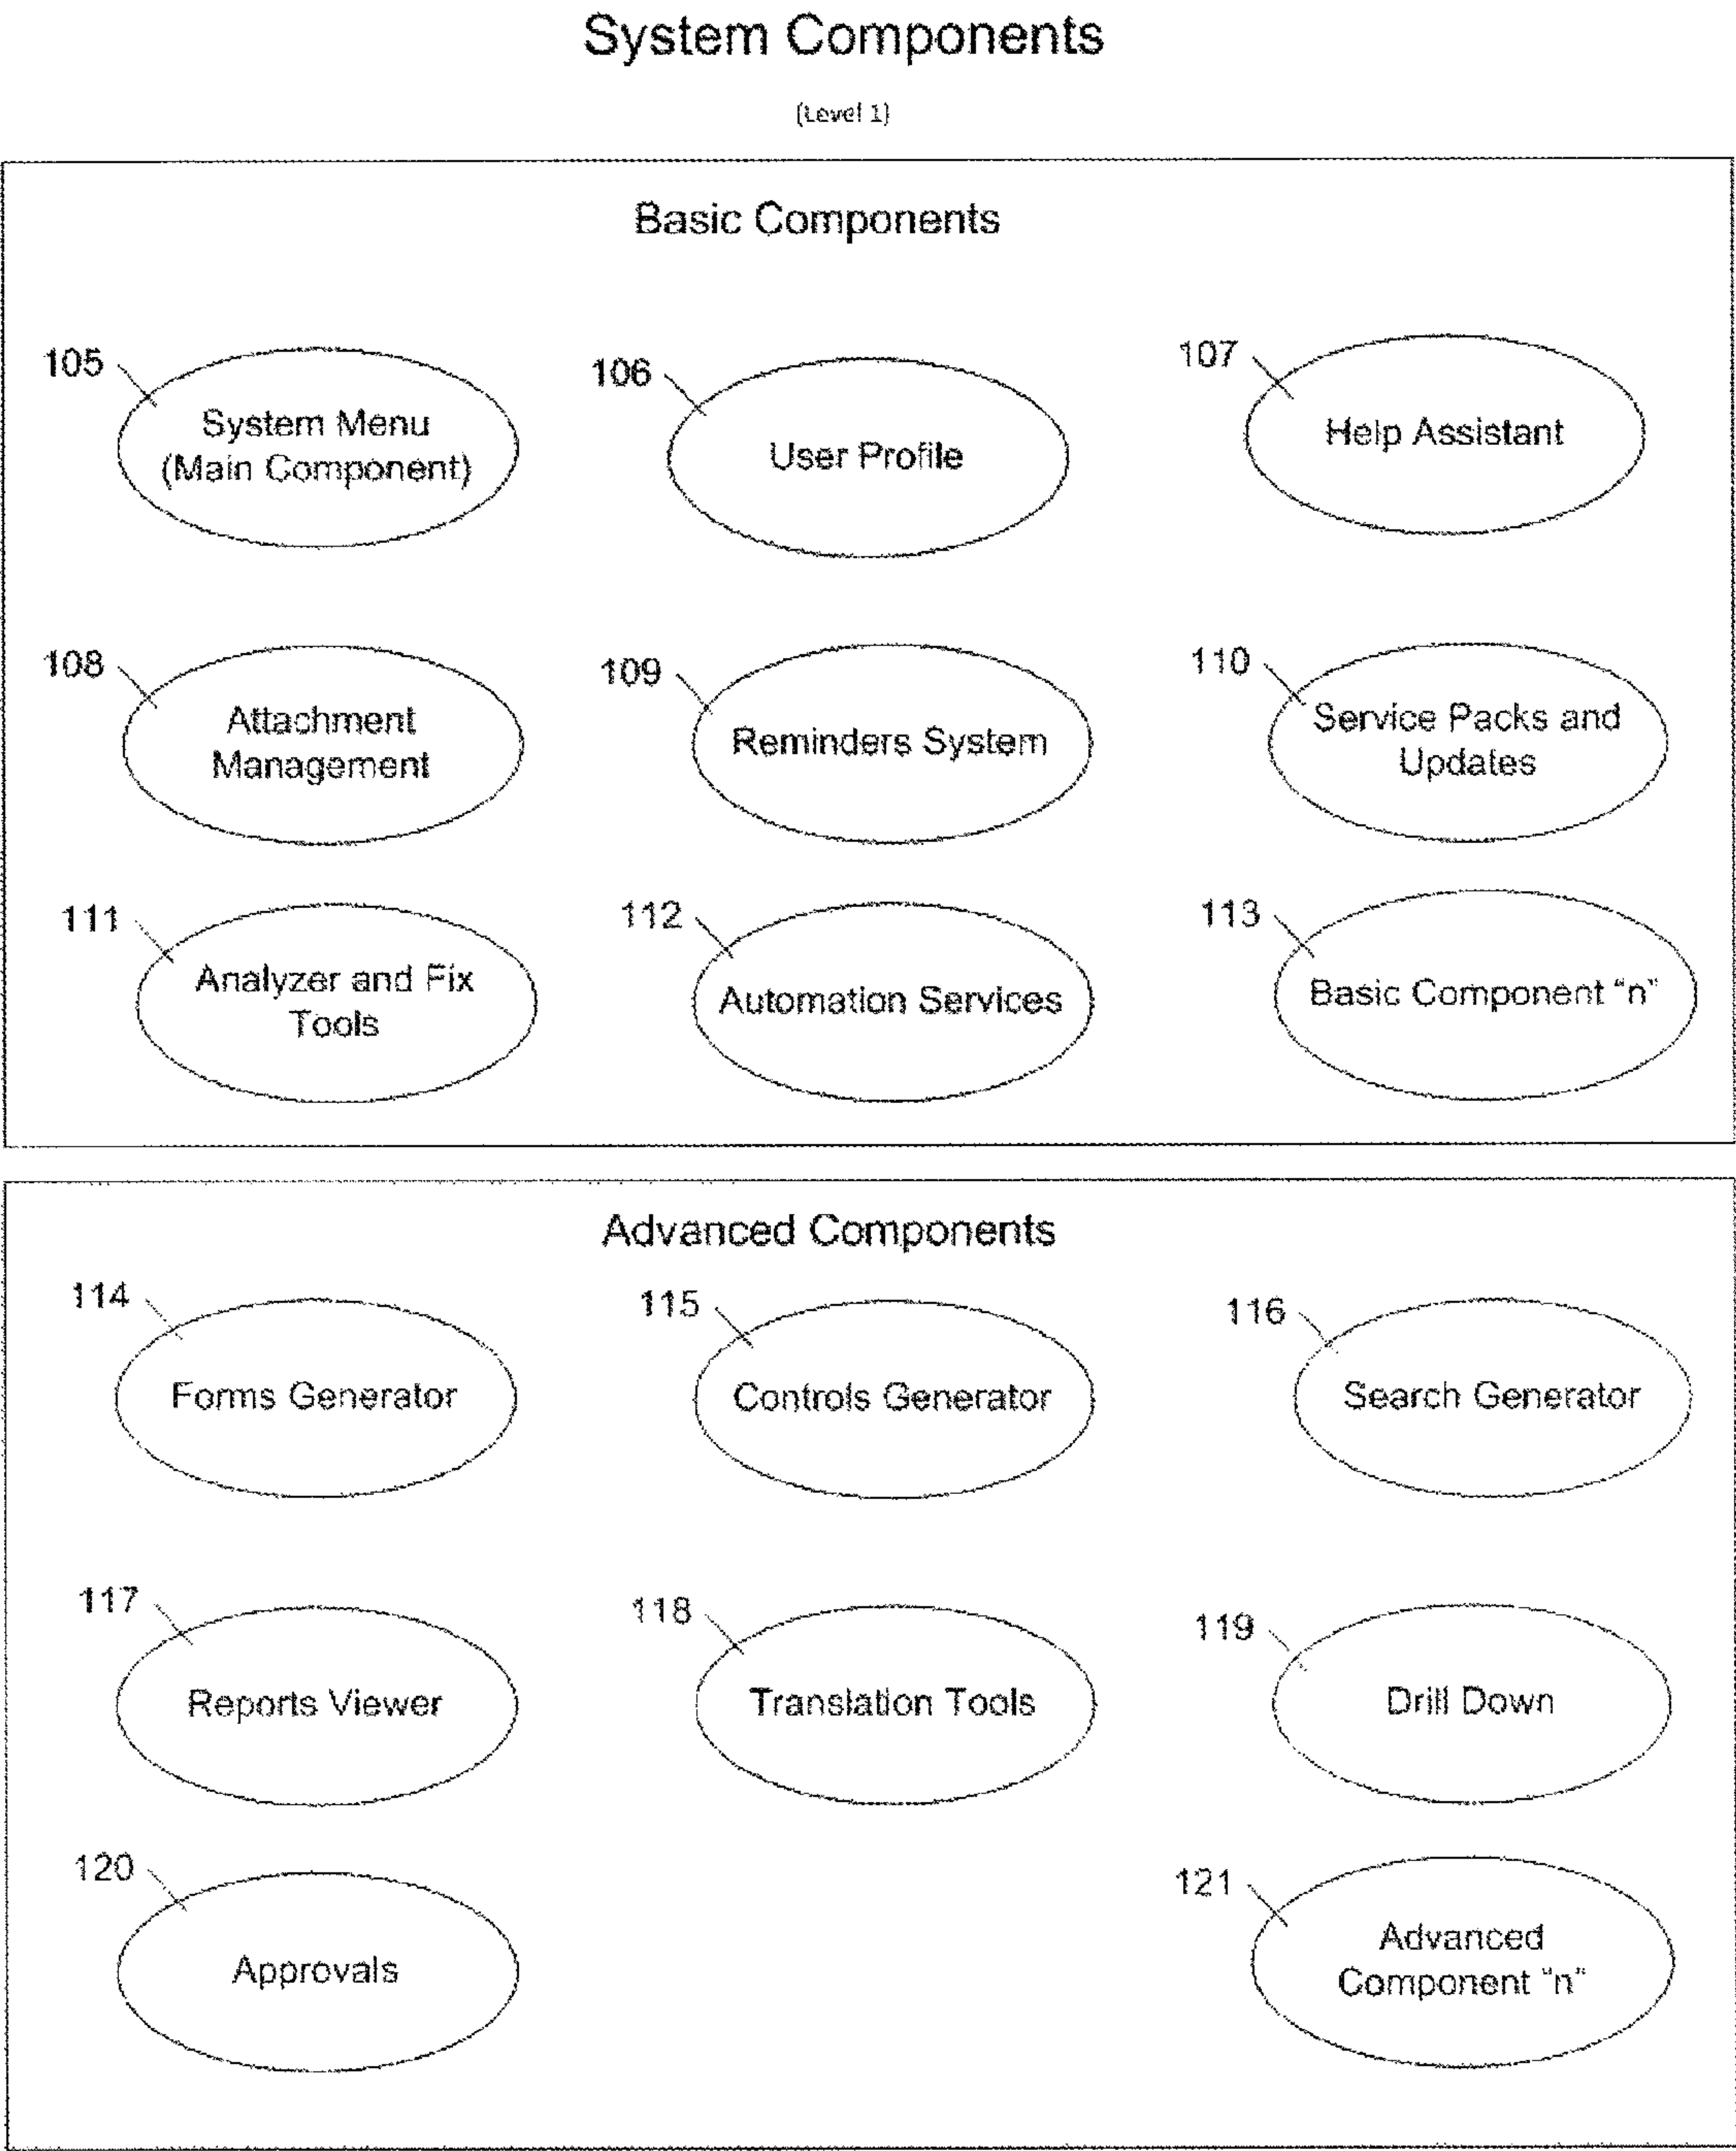 System Components
(Level 1)
Basic Components
105
System Menu
(Main Component)
106
User Profile
107
Help Assistant
108
Attachment
Management
109
Reminders System
110
Service Packs and
Updates
111
Analyzer and Fix
Tools
112
Automation Services
113
Basic Component “n”
Advanced Components
114
Forms Generator
115
Controls Generator
116
Search Generator
117
Reports Viewer
118
Translation Tools
119
Drill Down
120
Approvals
121
Advanced
Component “n”